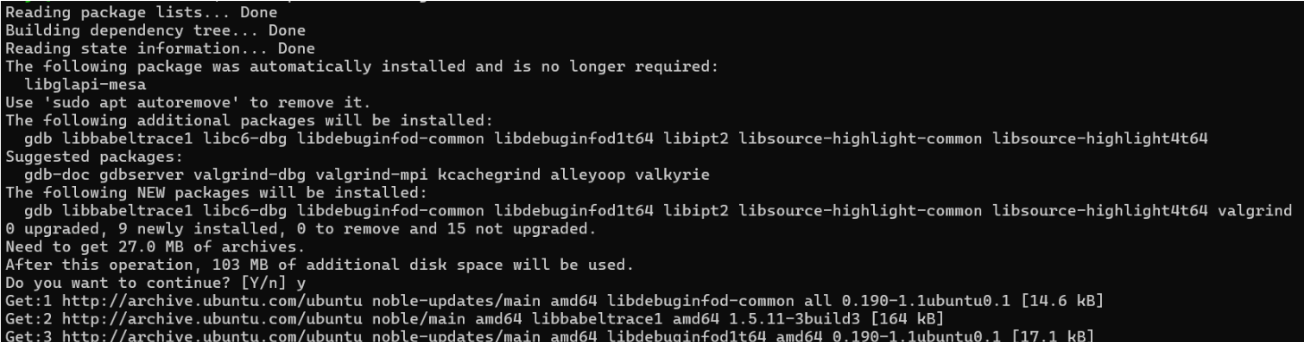 Reading package lists... Done
Building dependency tree... Done
Reading state information... Done
The following package was automatically installed and is no longer required:
  libglapi-mesa
Use 'sudo apt autoremove' to remove it.
The following additional packages will be installed:
  gdb libbabeltrace1 libc6-dbg libdebuginfod-common libdebuginfod1t64 libipt2 libsource-highlight-common libsource-highlight4t64
Suggested packages:
  gdb-doc gdbserver valgrind-dbg valgrind-mpi kcachegrind alleyoop valkyrie
The following NEW packages will be installed:
  gdb libbabeltrace1 libc6-dbg libdebuginfod-common libdebuginfod1t64 libipt2 libsource-highlight-common libsource-highlight4t64 valgrind
0 upgraded, 9 newly installed, 0 to remove and 15 not upgraded.
Need to get 27.0 MB of archives.
After this operation, 103 MB of additional disk space will be used.
Do you want to continue? [Y/n] y
Get:1 http://archive.ubuntu.com/ubuntu noble-updates/main amd64 libdebuginfod-common all 0.190-1.1ubuntu0.1 [14.6 kB]
Get:2 http://archive.ubuntu.com/ubuntu noble/main amd64 libbabeltrace1 amd64 1.5.11-3build3 [164 kB]
Get:3 http://archive.ubuntu.com/ubuntu noble-updates/main amd64 libdebuginfod1t64 amd64 0.190-1.1ubuntu0.1 [17.1 kB]